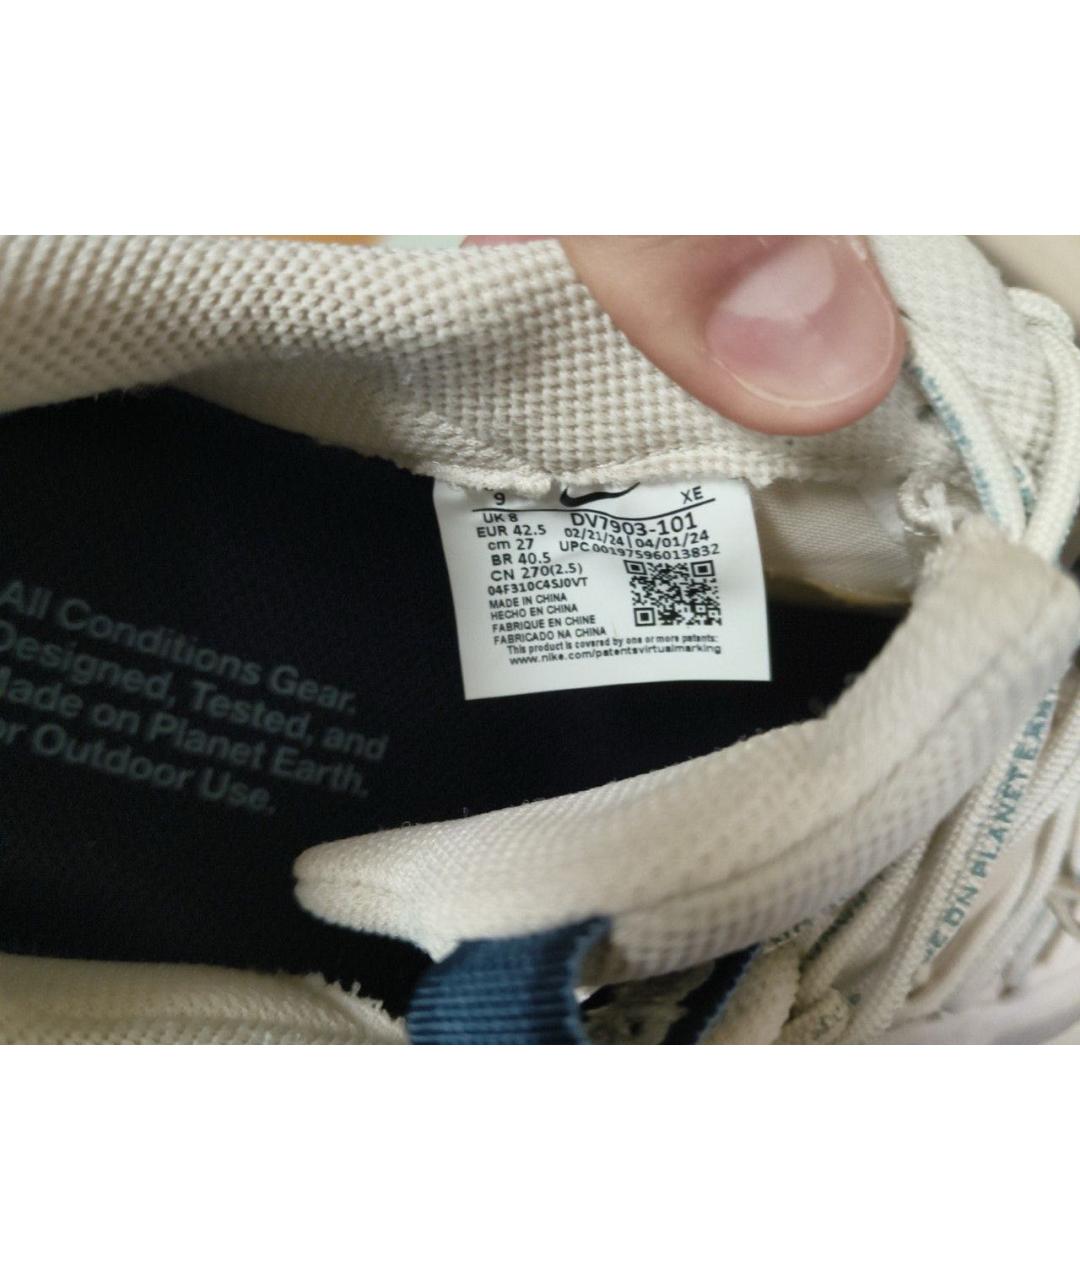 9 XE
UK 8 DV7903-101
EUR 42.5 02/21/24 | 04/01/24
cm 27 UPC 00197596013832
BR 40.5
CN 270(2.5)
04F310C4SJ0VT
MADE IN CHINA
HECHO EN CHINA
FABRIQUE EN CHINE
FABRICADO NA CHINA
This product is covered by one or more patents:
www.nike.com/patentsvirtualmarking
All Conditions Gear.
Designed, Tested, and
Made on Planet Earth.
or Outdoor Use.
ON PLANET EAR